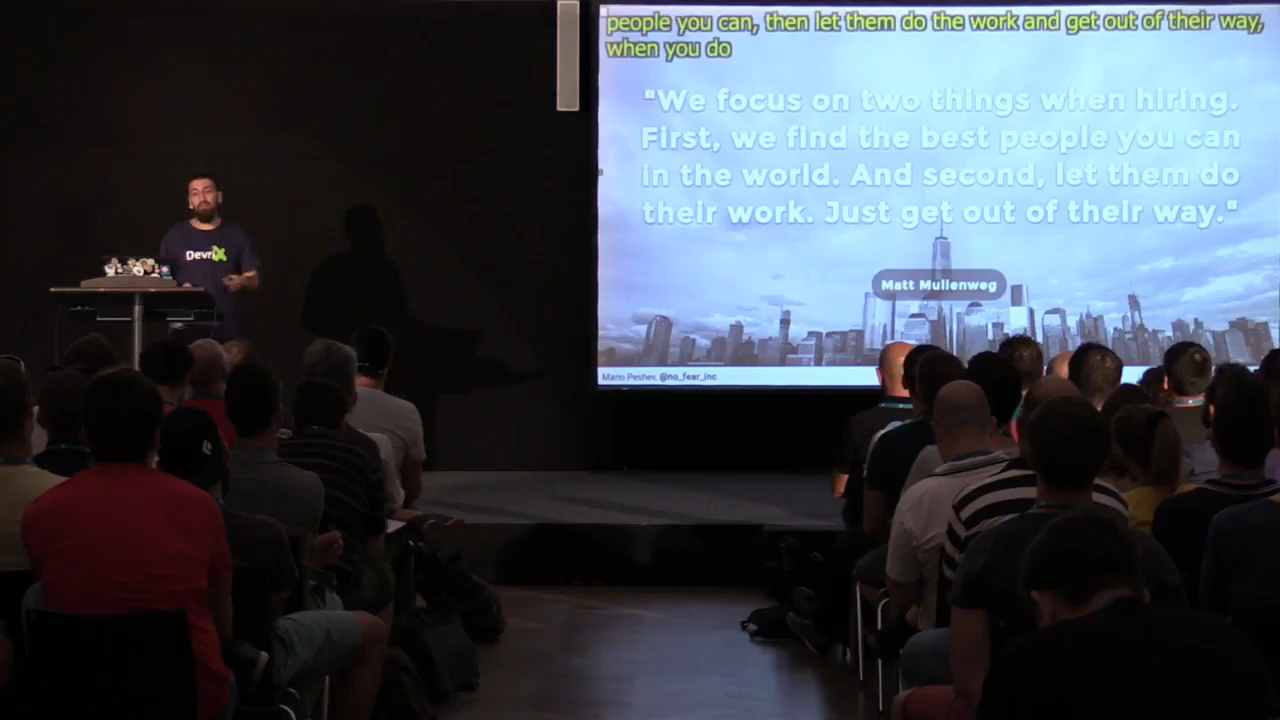 people you can, then let them do the work and get out of their way,
when you do
"We focus on two things when hiring.
First, we find the best people you can
in the world. And second, let them do
their work. Just get out of their way."
Matt Mullenweg
Mario Peshev, @no_fear_inc
DevriX